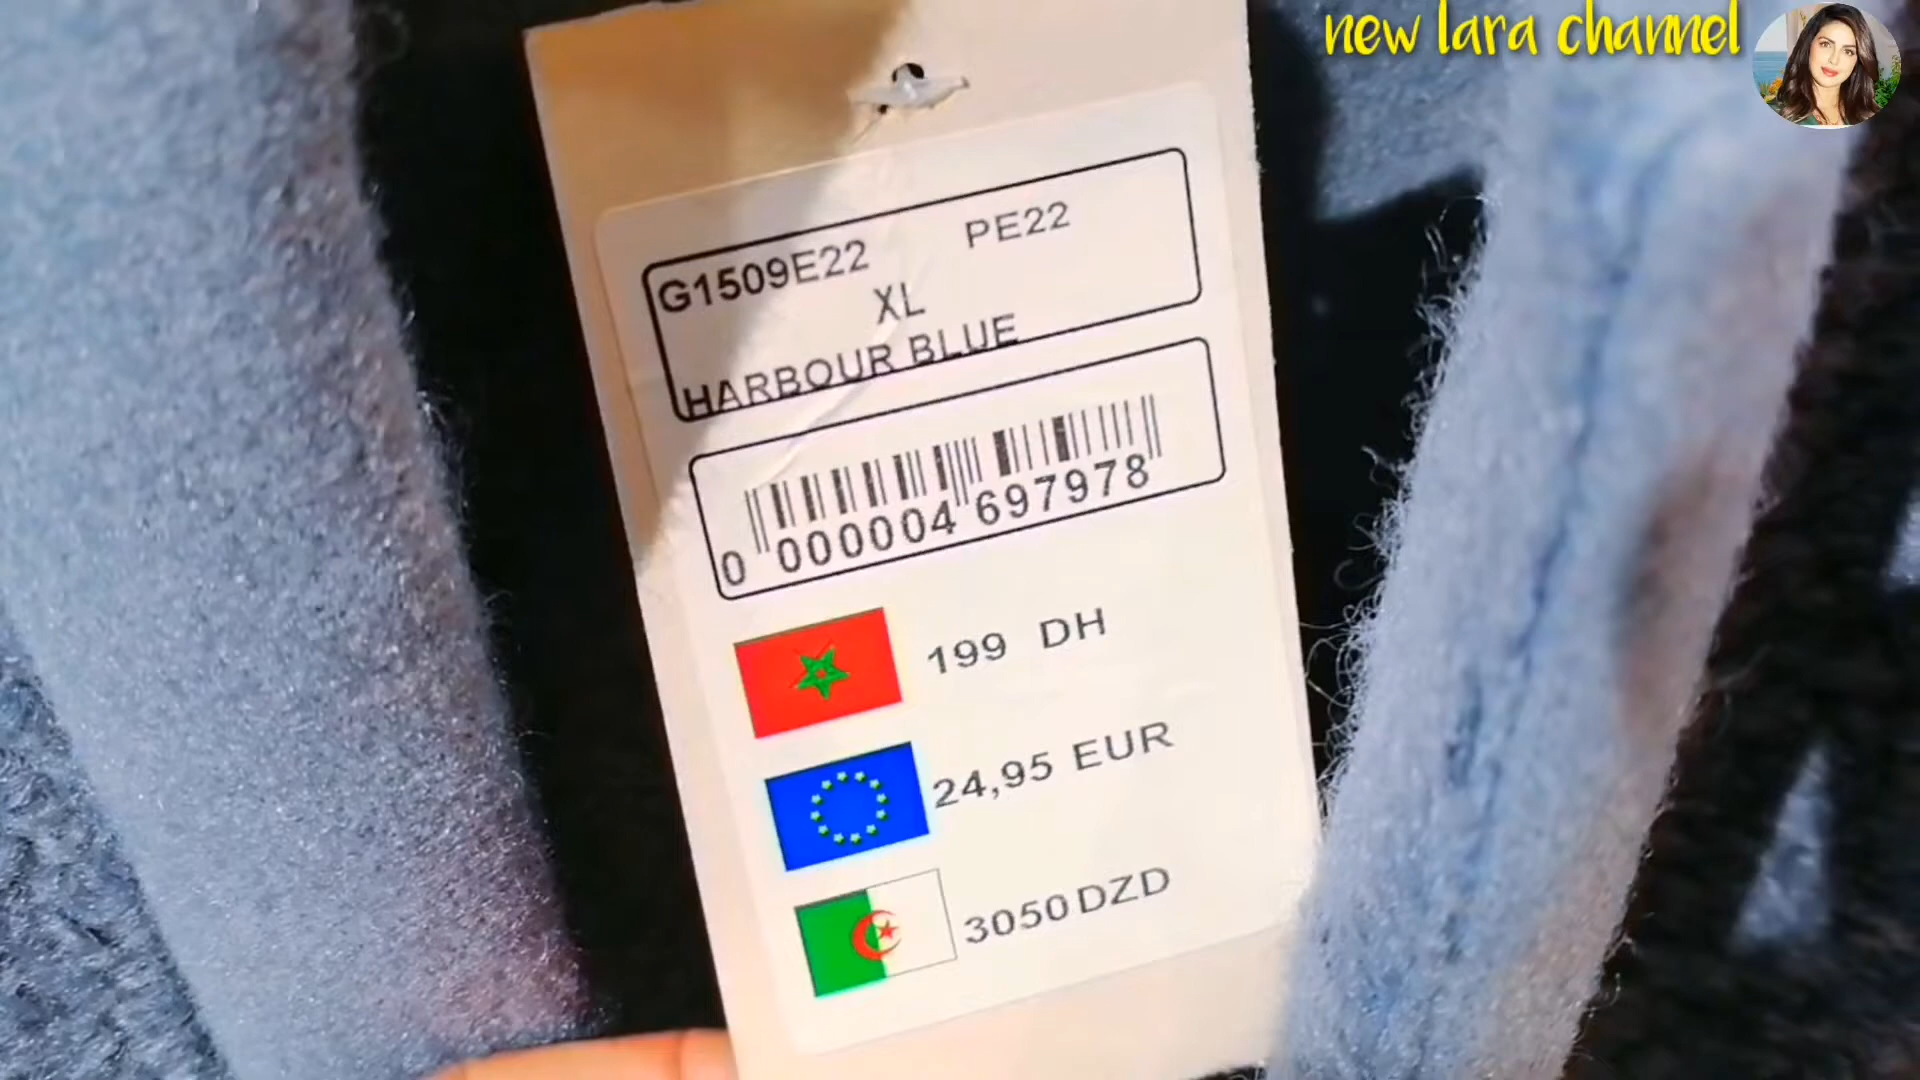 new lara channel
G1509E22 PE22
XL
HARBOUR BLUE
0 000004 697978
199 DH
24,95 EUR
3050 DZD